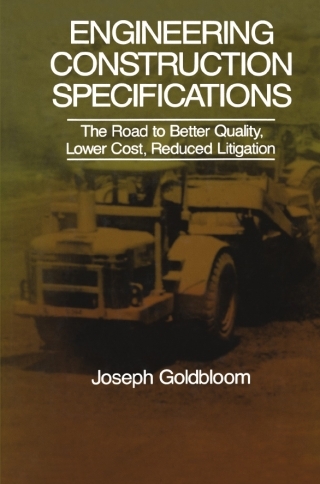 ENGINEERING
CONSTRUCTION
SPECIFICATIONS
The Road to Better Quality,
Lower Cost, Reduced Litigation
Joseph Goldbloom